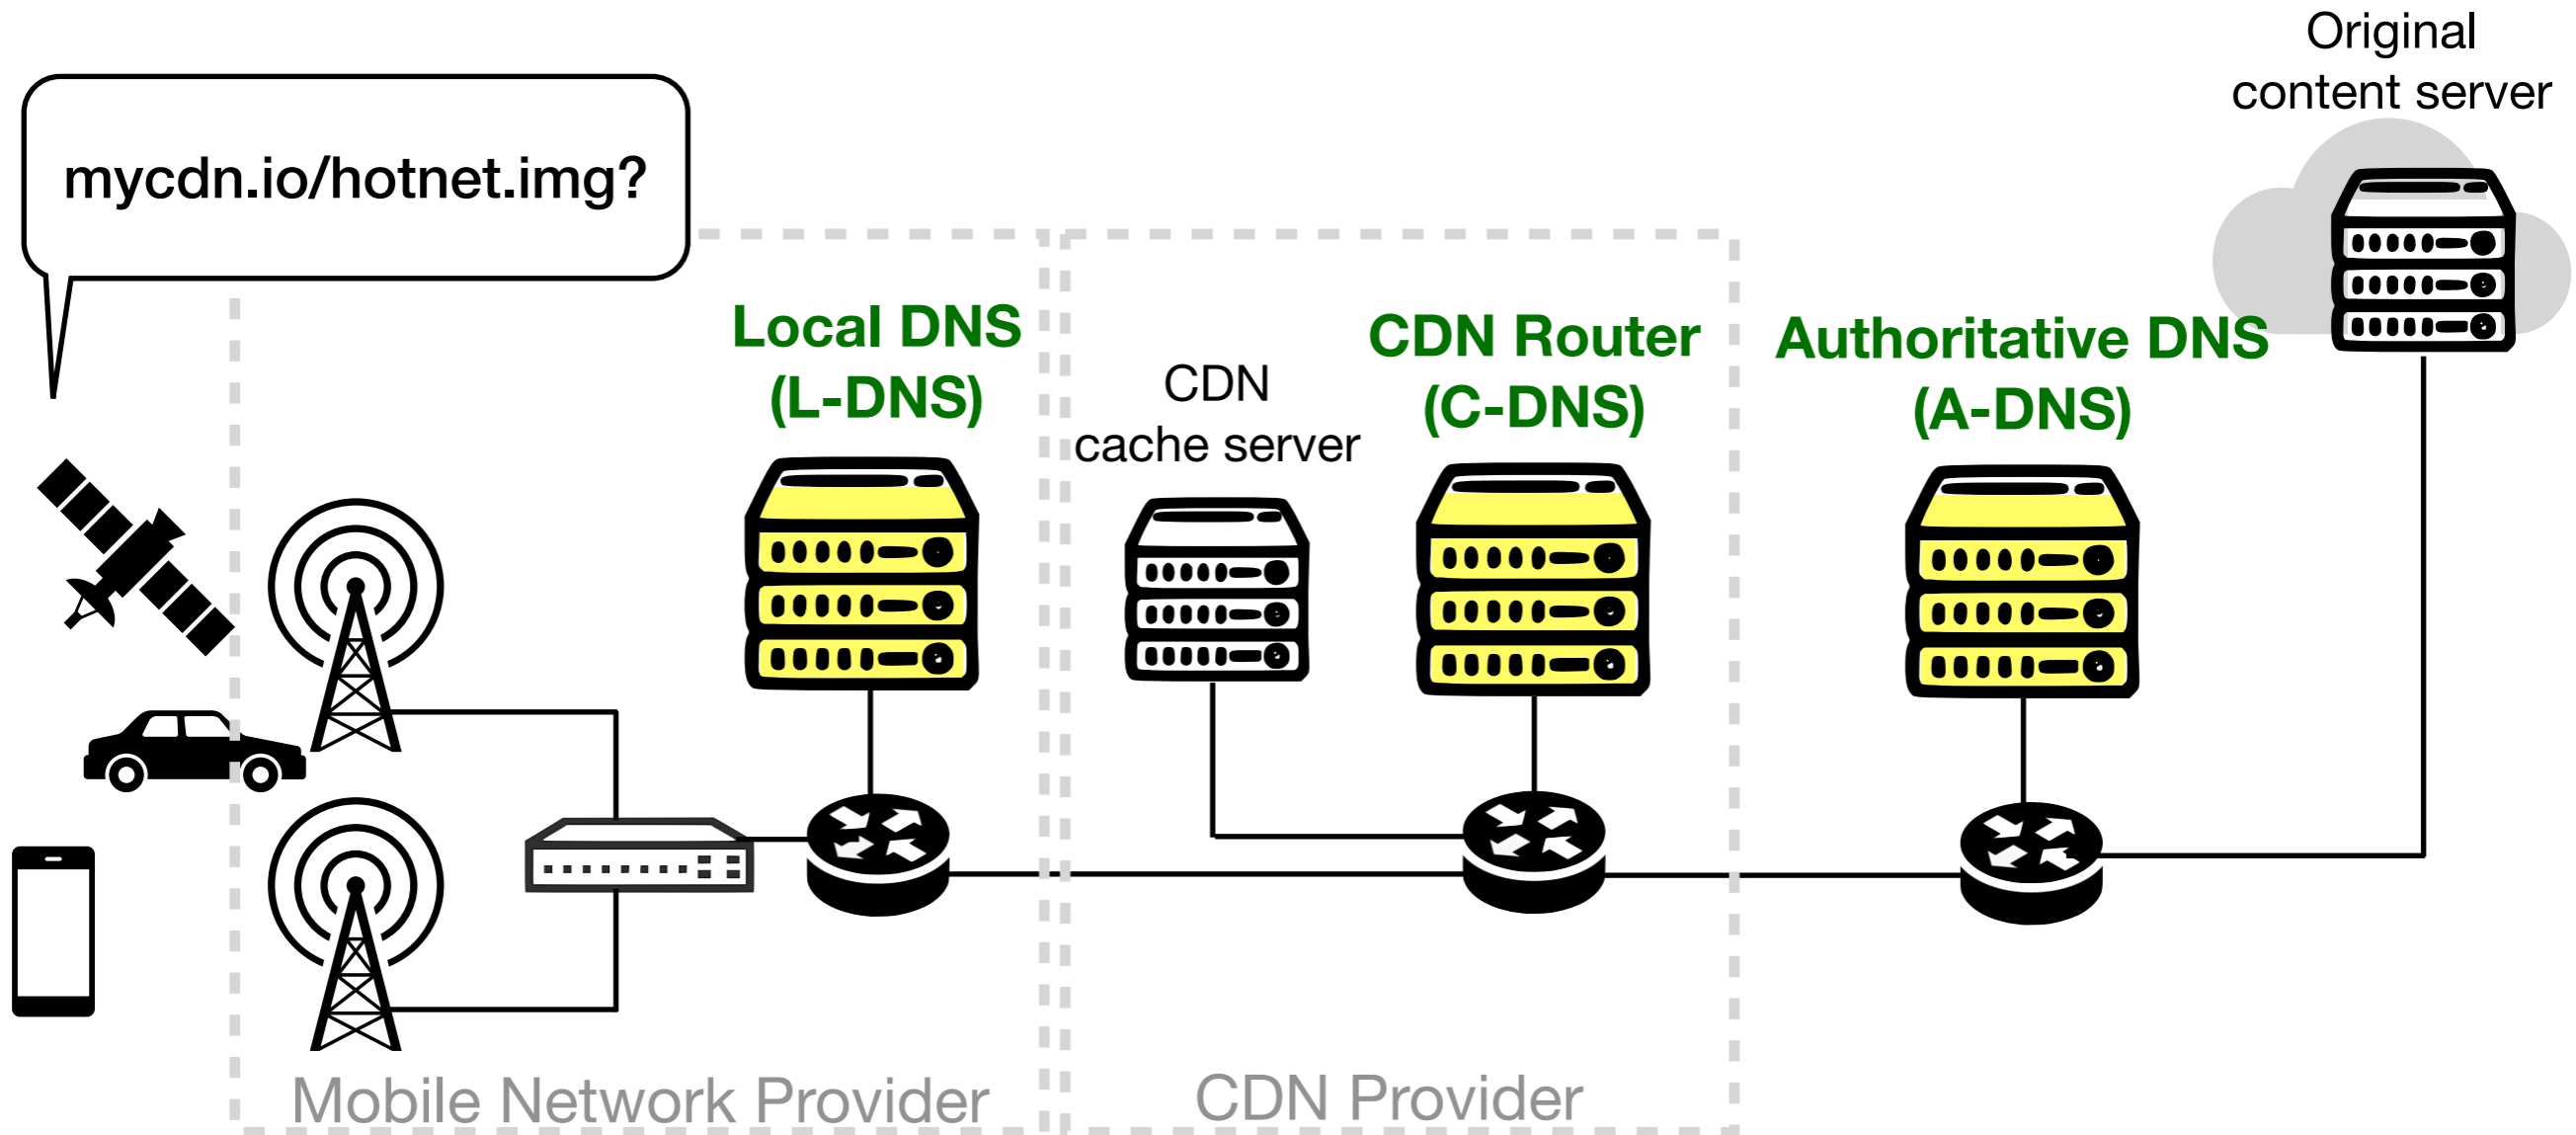 Original
content server
mycdn.io/hotnet.img?
Local DNS
(L-DNS)
CDN
cache server
CDN Router
(C-DNS)
Authoritative DNS
(A-DNS)
Mobile Network Provider
CDN Provider